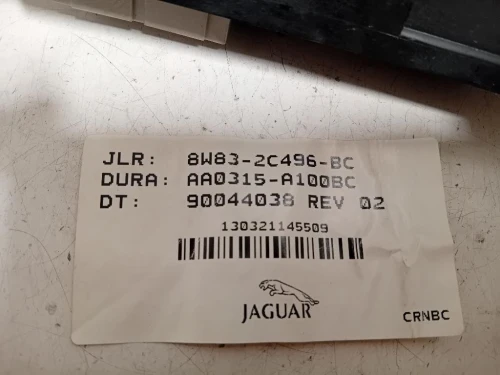 JLR: 8W83-2C496-BC
DURA: AA0315-A100BC
DT: 90044038 REV 02
130321145509
JAGUAR
CRNBC